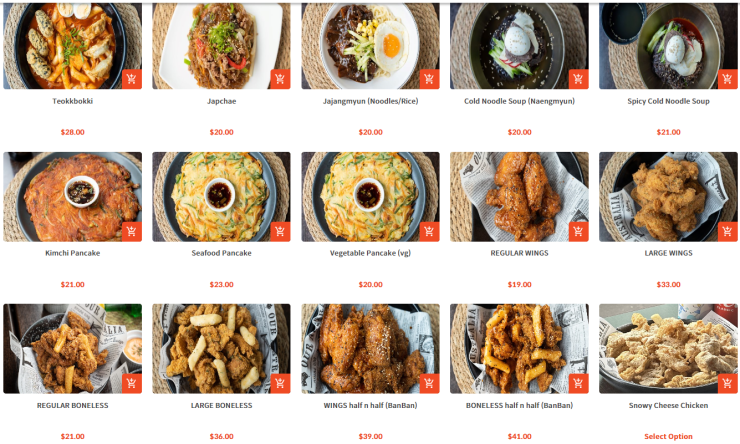 Teokkbokki
Japchae
Jajangmyun (Noodles/Rice)
Cold Noodle Soup (Naengmyun)
Spicy Cold Noodle Soup
$28.00
$20.00
$20.00
$20.00
$21.00
Kimchi Pancake
Seafood Pancake
Vegetable Pancake (vg)
REGULAR WINGS
LARGE WINGS
$21.00
$23.00
$20.00
$19.00
$33.00
REGULAR BONELESS
LARGE BONELESS
WINGS half n half (BanBan)
BONELESS half n half (BanBan)
Snowy Cheese Chicken
$21.00
$36.00
$39.00
$41.00
Select Option